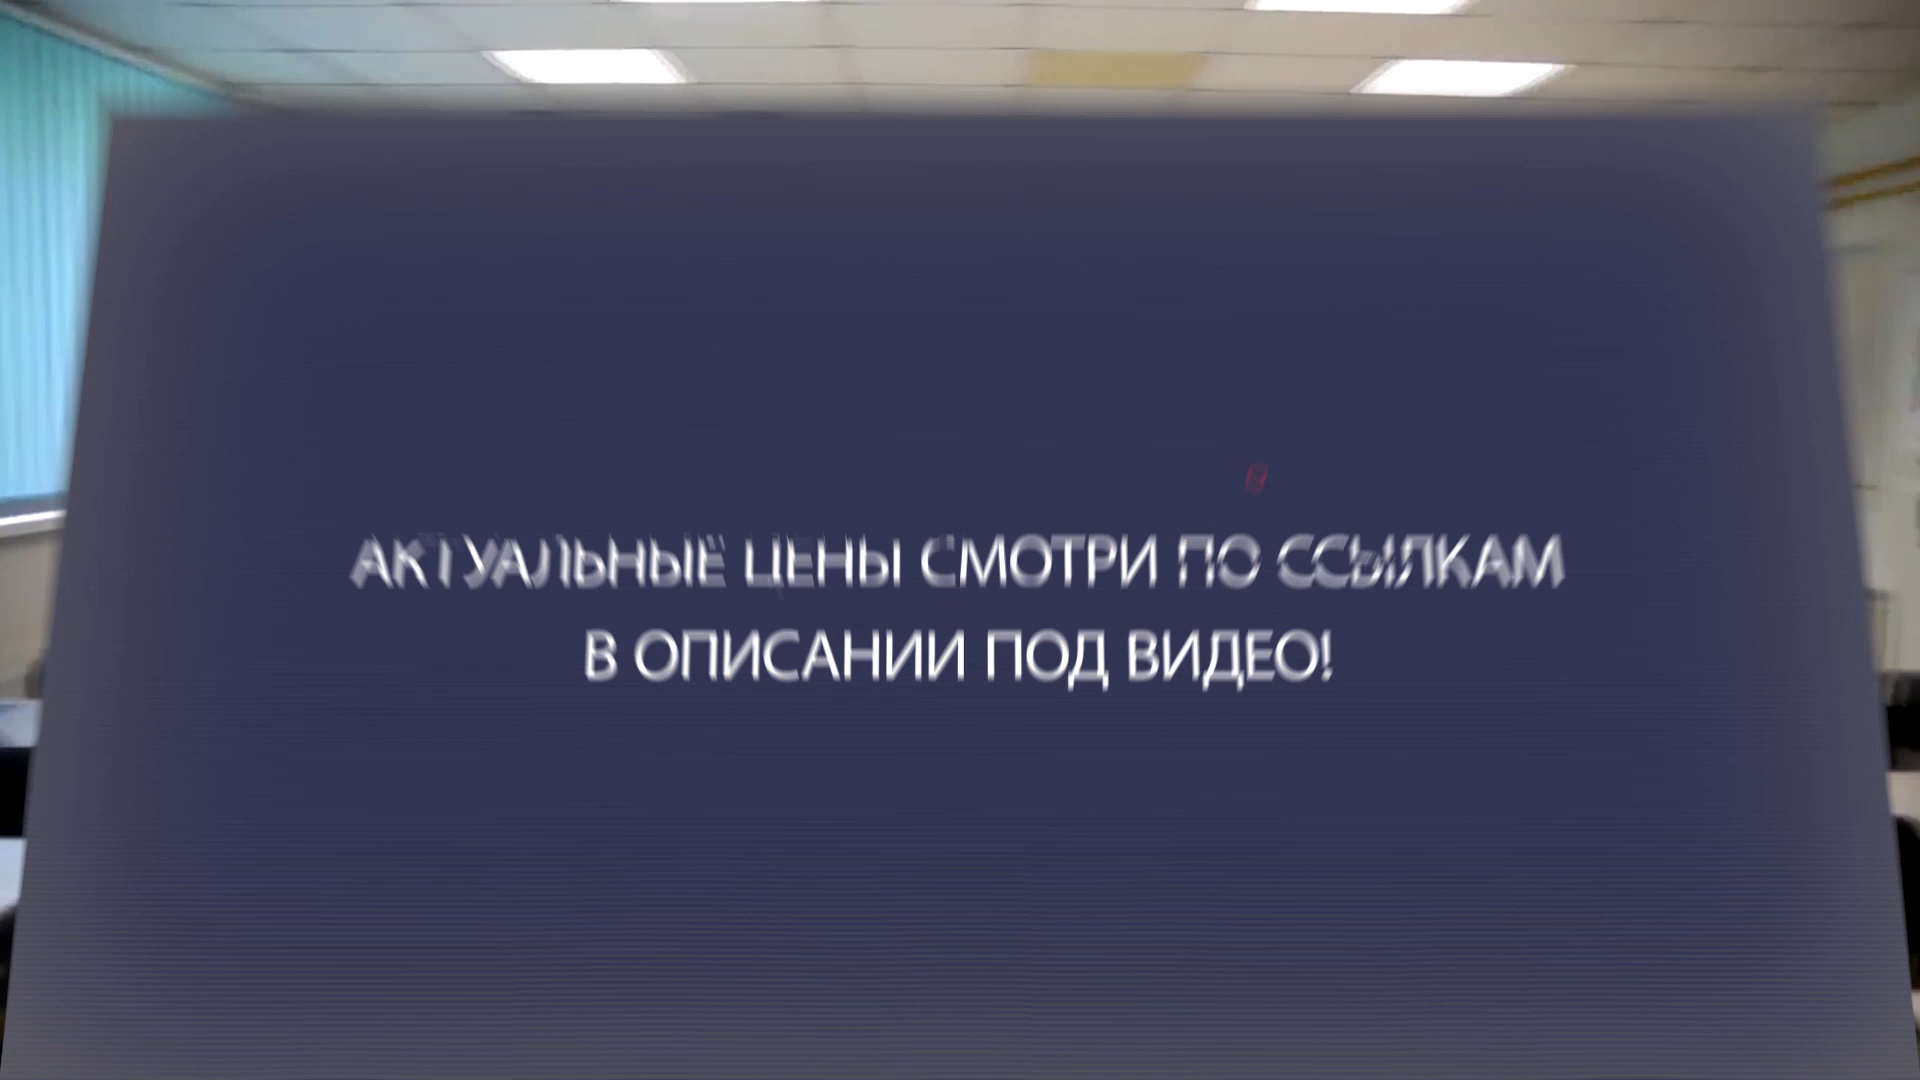 АКТУАЛЬНЫЕ ЦЕНЫ СМОТРИ ПО ССЫЛКАМ
В ОПИСАНИИ ПОД ВИДЕО!